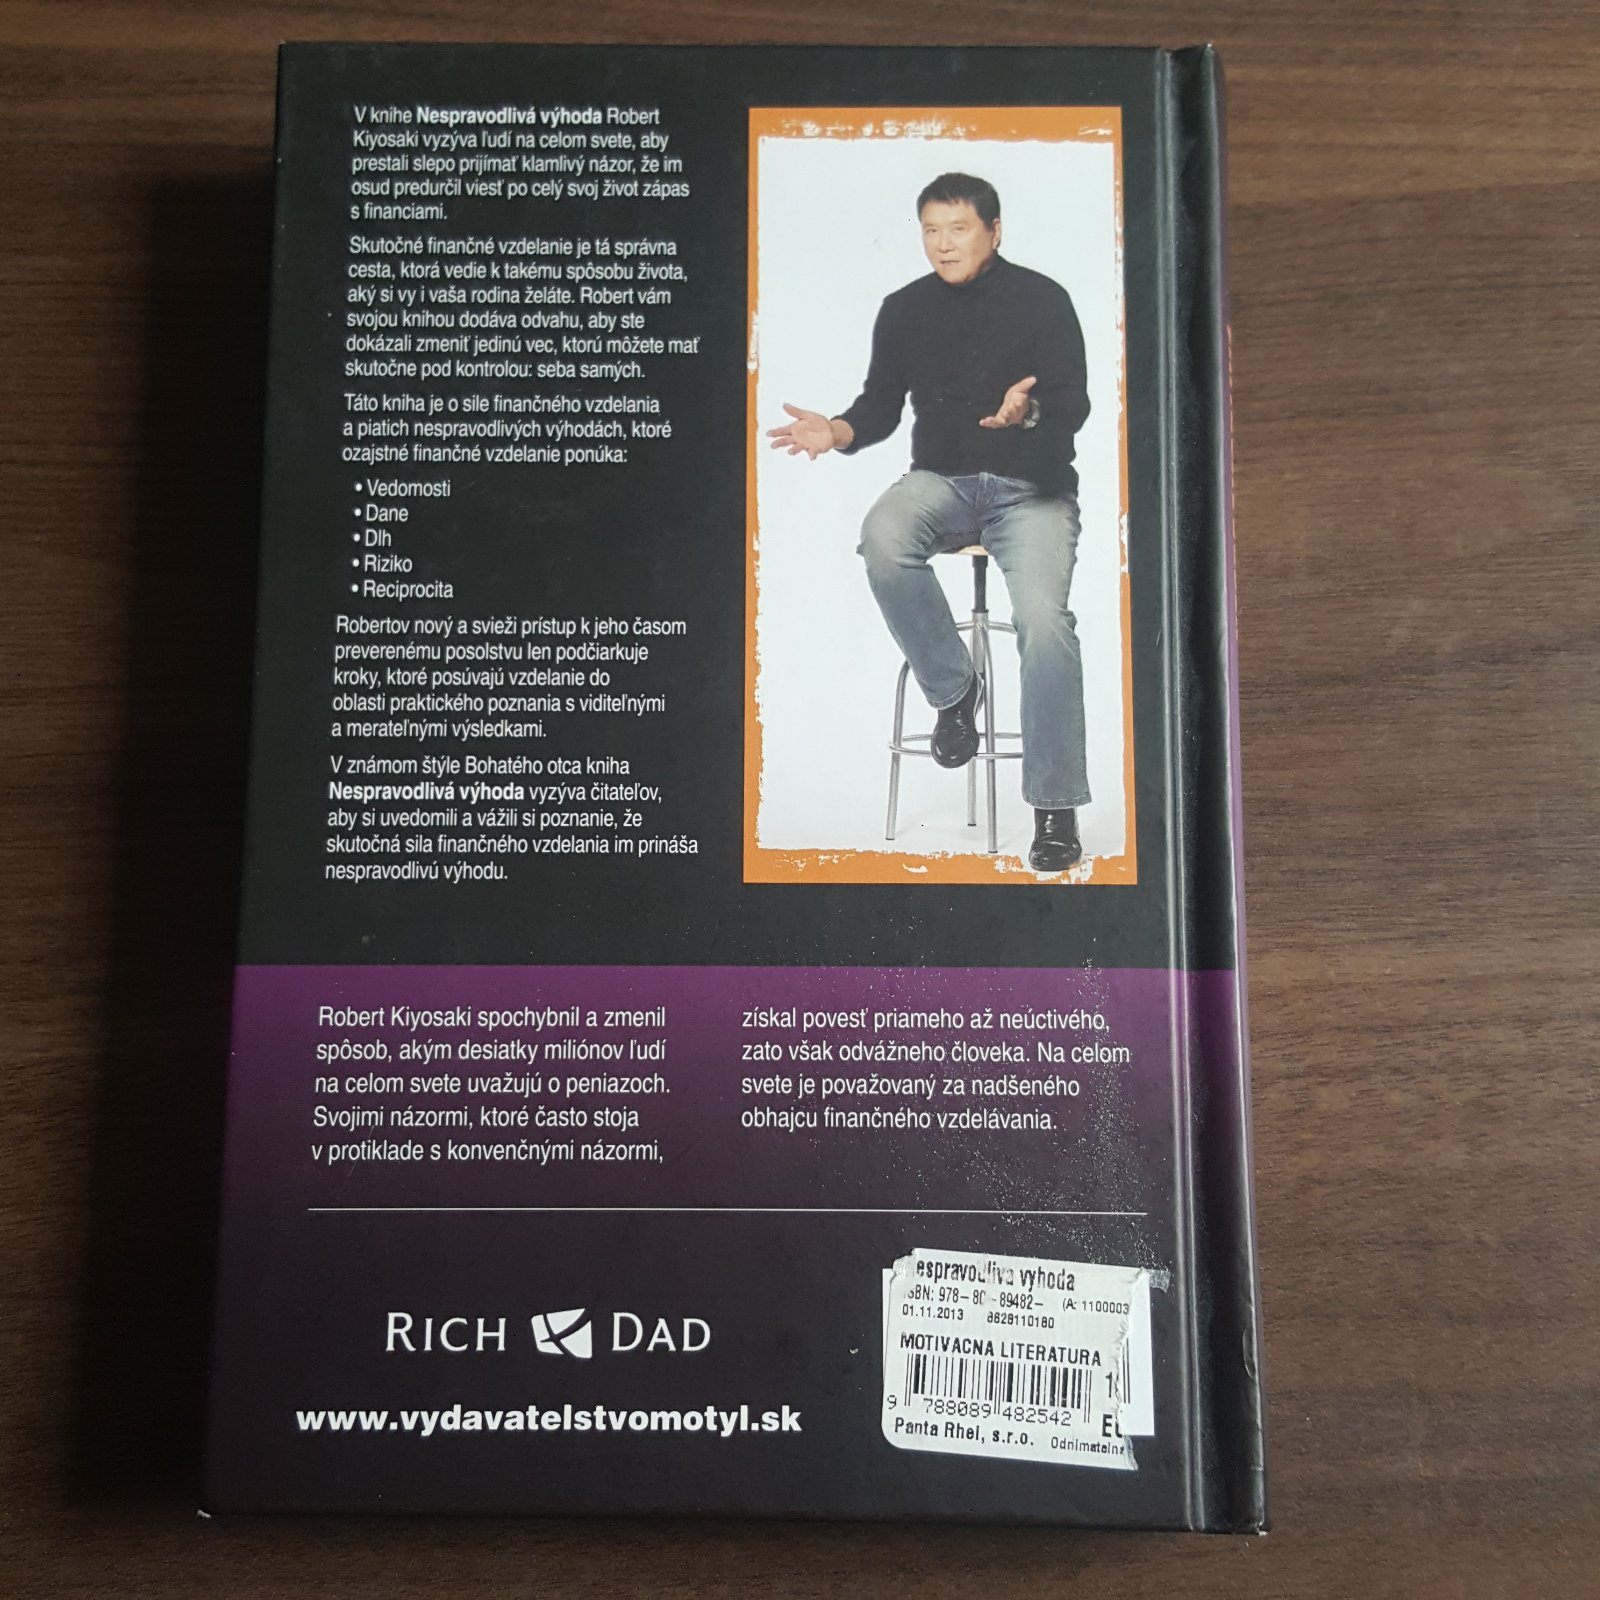 V knihe Nespravodlivá výhoda Robert
Kiyosaki vyzýva ľudí na celom svete, aby
prestali slepo prijímať klamlivý názor, že im
osud predurčil viesť po celý svoj život zápas
s financiami.
Skutočné finančné vzdelanie je tá správna
cesta, ktorá vedie k takému spôsobu života,
aký si vy i vaša rodina želáte. Robert vám
svojou knihou dodáva odvahu, aby ste
dokázali zmeniť jedinú vec, ktorú môžete mať
skutočne pod kontrolou: seba samých.
Táto kniha je o sile finančného vzdelania
a piatich nespravodlivých výhodách, ktoré
ozajstné finančné vzdelanie ponúka:
• Vedomosti
• Dane
• Dlh
• Riziko
• Reciprocita
Robertov nový a svieži prístup k jeho časom
preverenému posolstvu len podčiarkuje
kroky, ktoré posúvajú vzdelanie do
oblasti praktického poznania s viditeľnými
a merateľnými výsledkami.
V známom štýle Bohatého otca kniha
Nespravodlivá výhoda vyzýva čitateľov,
aby si uvedomili a vážili si poznanie, že
skutočná sila finančného vzdelania im prináša
nespravodlivú výhodu.
Robert Kiyosaki spochybnil a zmenil
spôsob, akým desiatky miliónov ľudí
na celom svete uvažujú o peniazoch.
Svojimi názormi, ktoré často stoja
v protiklade s konvenčnými názormi,
získal povesť priameho až neúctivého,
zato však odvážneho človeka. Na celom
svete je považovaný za nadšeného
obhajcu finančného vzdelávania.
RICH DAD
www.vydavatelstvomotyl.sk
espravodliva vyhoda
ISBN: 978-80-89482- (A: 1100003
01.11.2013 8628110180
MOTIVACNA LITERATURA
9 788089 482542
Panta Rhei, s.r.o.